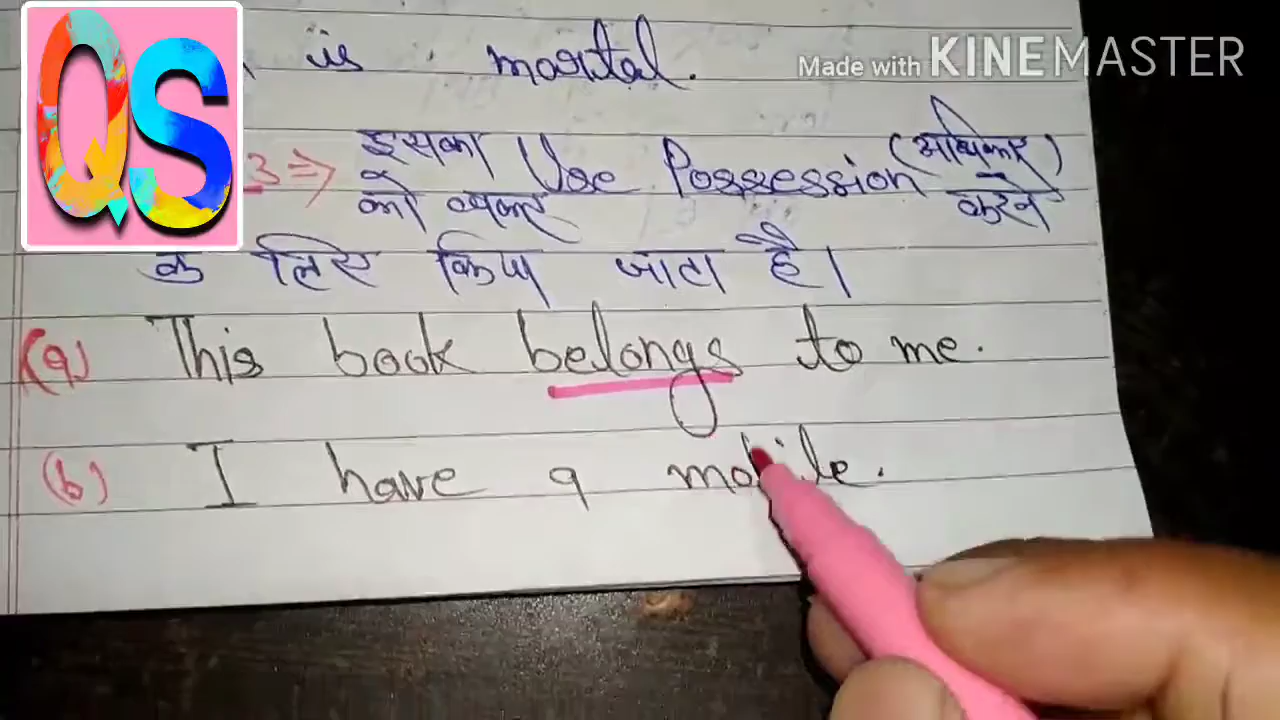 QS
Made with KINEMASTER
is mortal.
3⇒ इसका Use Possession (अधिकार)
को व्यक्त करने
के लिए किया जाता है।
(a) This book belongs to me.
(b) I have a mobile.